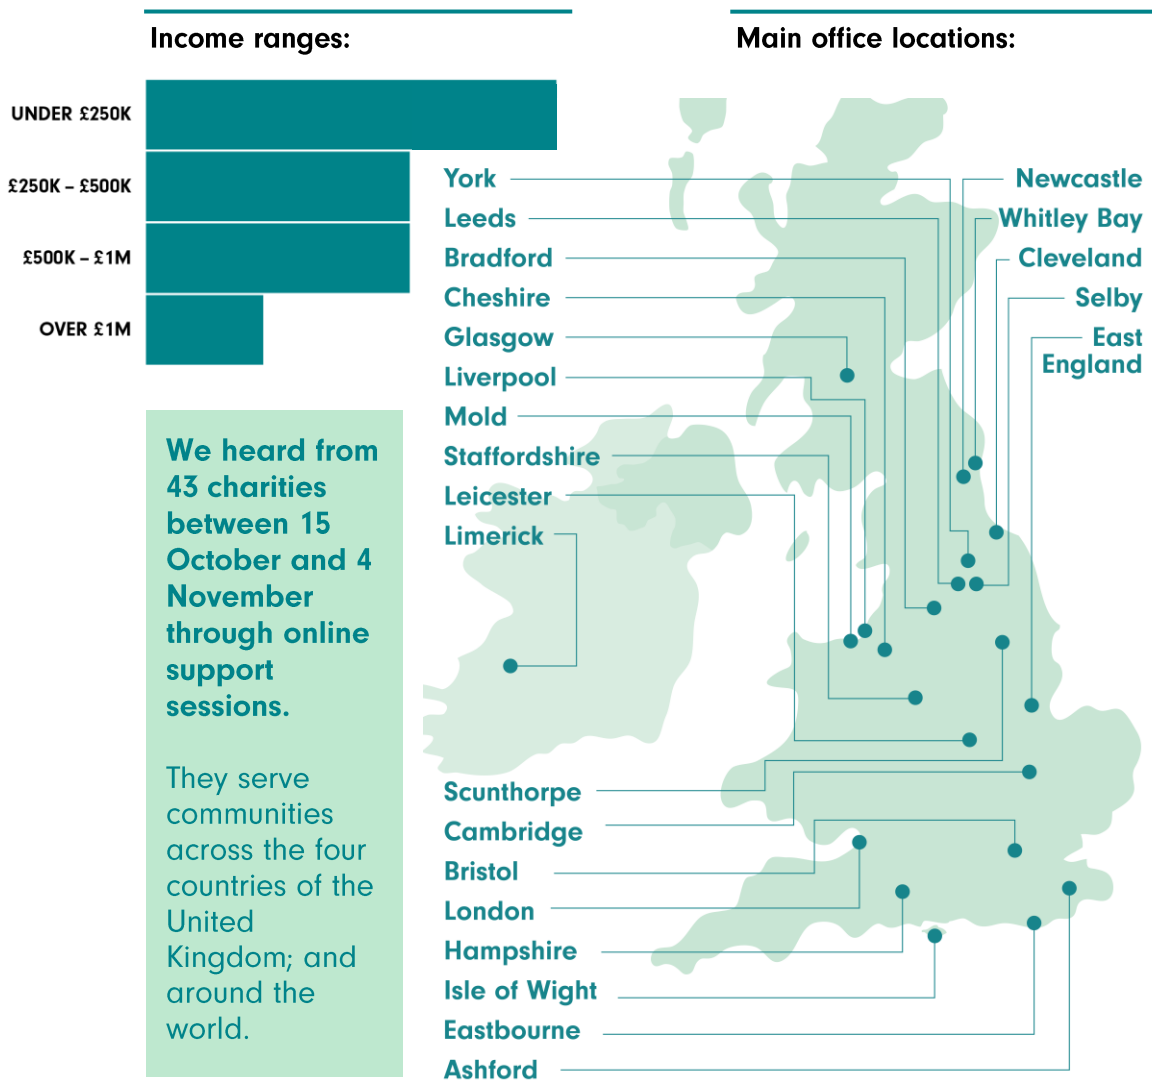 Income ranges:
UNDER £250K
£250K – £500K
£500K – £1M
OVER £1M
We heard from
43 charities
between 15
October and 4
November
through online
support
sessions.
They serve
communities
across the four
countries of the
United
Kingdom; and
around the
world.
Main office locations:
York
Leeds
Bradford
Cheshire
Glasgow
Liverpool
Mold
Staffordshire
Leicester
Limerick
Newcastle
Whitley Bay
Cleveland
Selby
East
England
Scunthorpe
Cambridge
Bristol
London
Hampshire
Isle of Wight
Eastbourne
Ashford